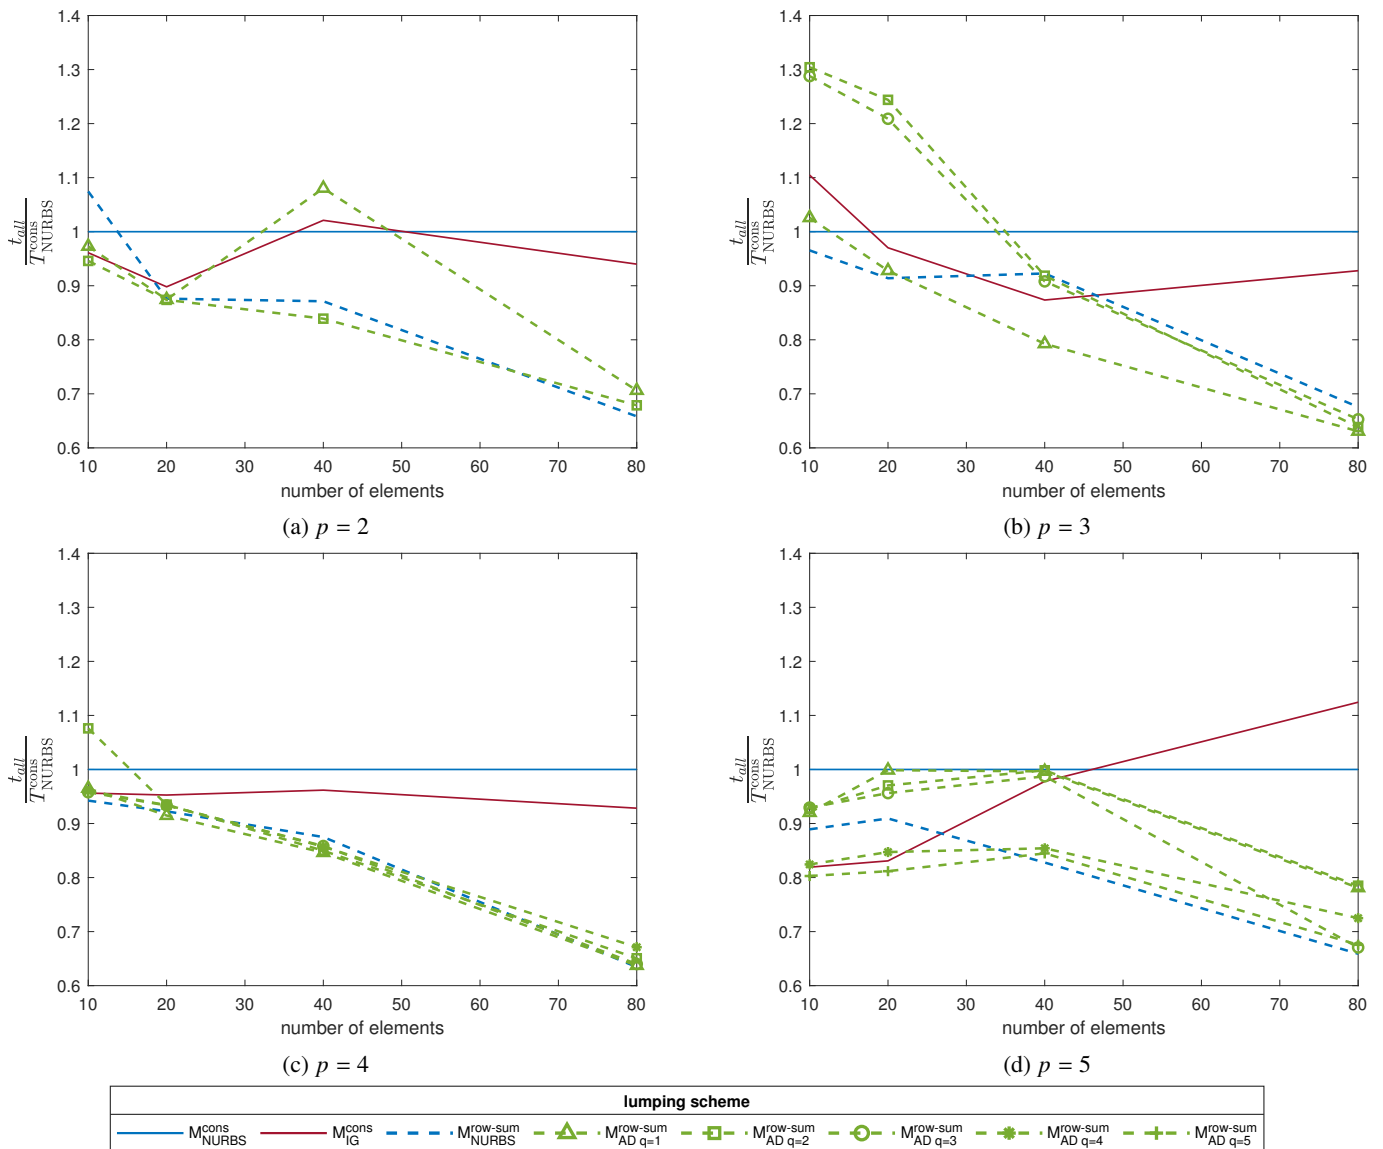 1.4
1.3
1.2
1.1
1
0.9
0.8
0.7
0.6
t_all / T^cons_NURBS
10 20 30 40 50 60 70 80
number of elements
(a) p = 2
1.4
1.3
1.2
1.1
1
0.9
0.8
0.7
0.6
t_all / T^cons_NURBS
10 20 30 40 50 60 70 80
number of elements
(b) p = 3
1.4
1.3
1.2
1.1
1
0.9
0.8
0.7
0.6
t_all / T^cons_NURBS
10 20 30 40 50 60 70 80
number of elements
(c) p = 4
1.4
1.3
1.2
1.1
1
0.9
0.8
0.7
0.6
t_all / T^cons_NURBS
10 20 30 40 50 60 70 80
number of elements
(d) p = 5
lumping scheme
M^cons_NURBS M^cons_IG M^row-sum_NURBS M^row-sum_AD q=1 M^row-sum_AD q=2 M^row-sum_AD q=3 M^row-sum_AD q=4 M^row-sum_AD q=5